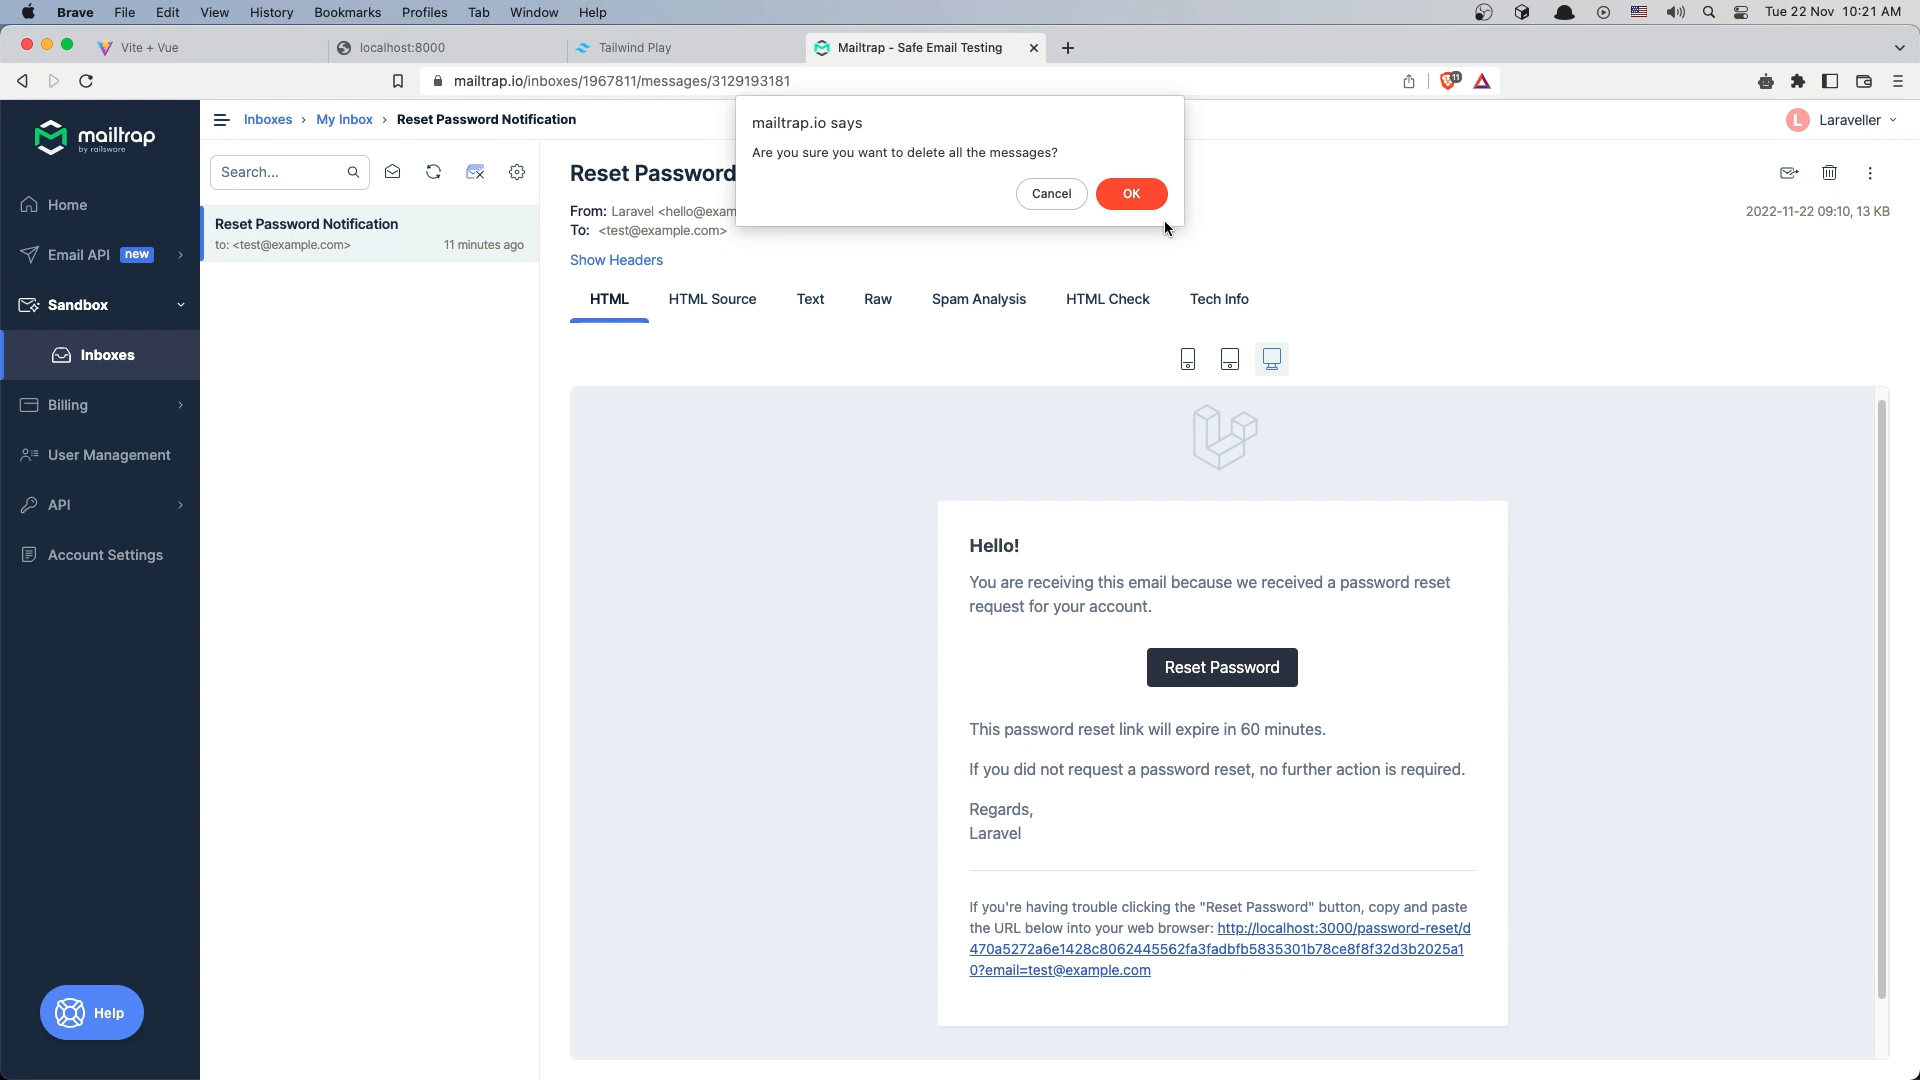 Brave File Edit View History Bookmarks Profiles Tab Window Help Tue 22 Nov 10:21 AM
Vite + Vue localhost:8000 Tailwind Play Mailtrap - Safe Email Testing
mailtrap.io/inboxes/1967811/messages/3129193181 11
mailtrap
by railsware
Home
Email API new
Sandbox
Inboxes
Billing
User Management
API
Account Settings
Help
Inboxes › My Inbox › Reset Password Notification
L Laraveller
Search...
Reset Password Notification
to: <test@example.com> 11 minutes ago
mailtrap.io says
Are you sure you want to delete all the messages?
Cancel OK
Reset Password
From: Laravel <hello@exam
To: <test@example.com>
2022-11-22 09:10, 13 KB
Show Headers
HTML HTML Source Text Raw Spam Analysis HTML Check Tech Info
Hello!
You are receiving this email because we received a password reset
request for your account.
Reset Password
This password reset link will expire in 60 minutes.
If you did not request a password reset, no further action is required.
Regards,
Laravel
If you're having trouble clicking the "Reset Password" button, copy and paste
the URL below into your web browser: http://localhost:3000/password-reset/d
470a5272a6e1428c8062445562fa3fadbfb5835301b78ce8f8f32d3b2025a1
0?email=test@example.com